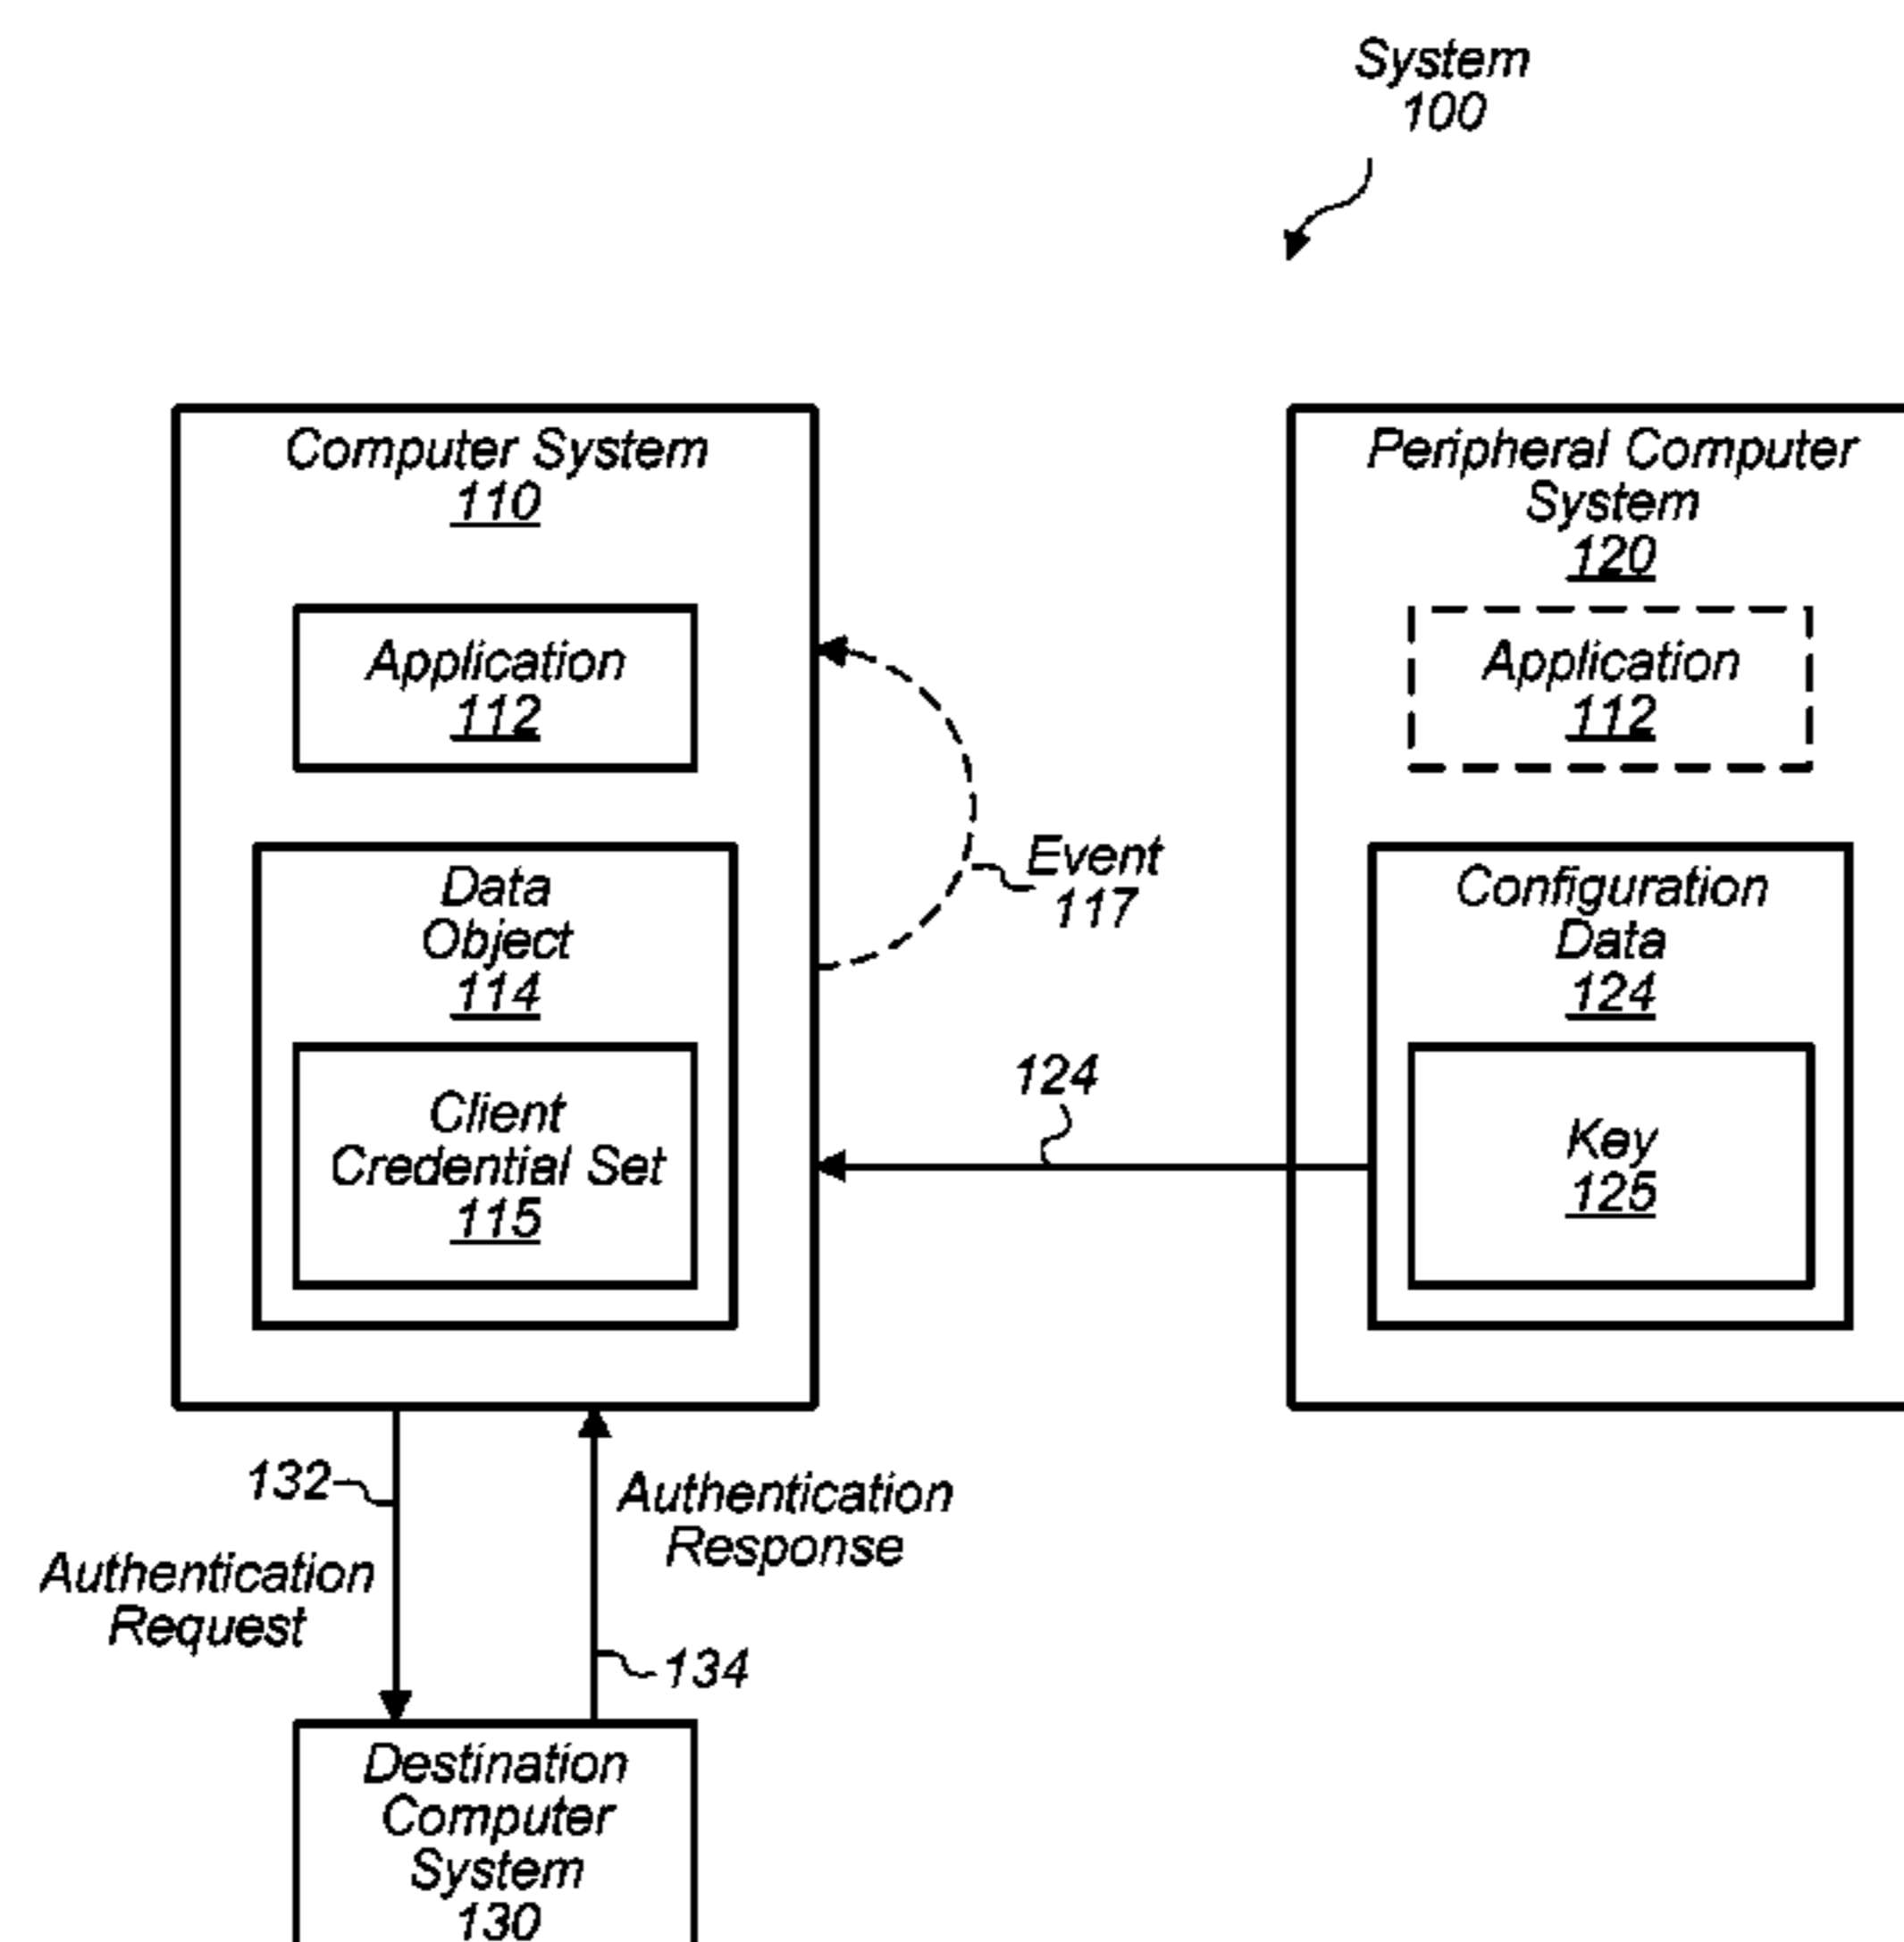 System
100
Computer System
110
Application
112
Data
Object
114
Client
Credential Set
115
Event
117
124
Peripheral Computer
System
120
Application
112
Configuration
Data
124
Key
125
132
Authentication
Request
Authentication
Response
134
Destination
Computer
System
130